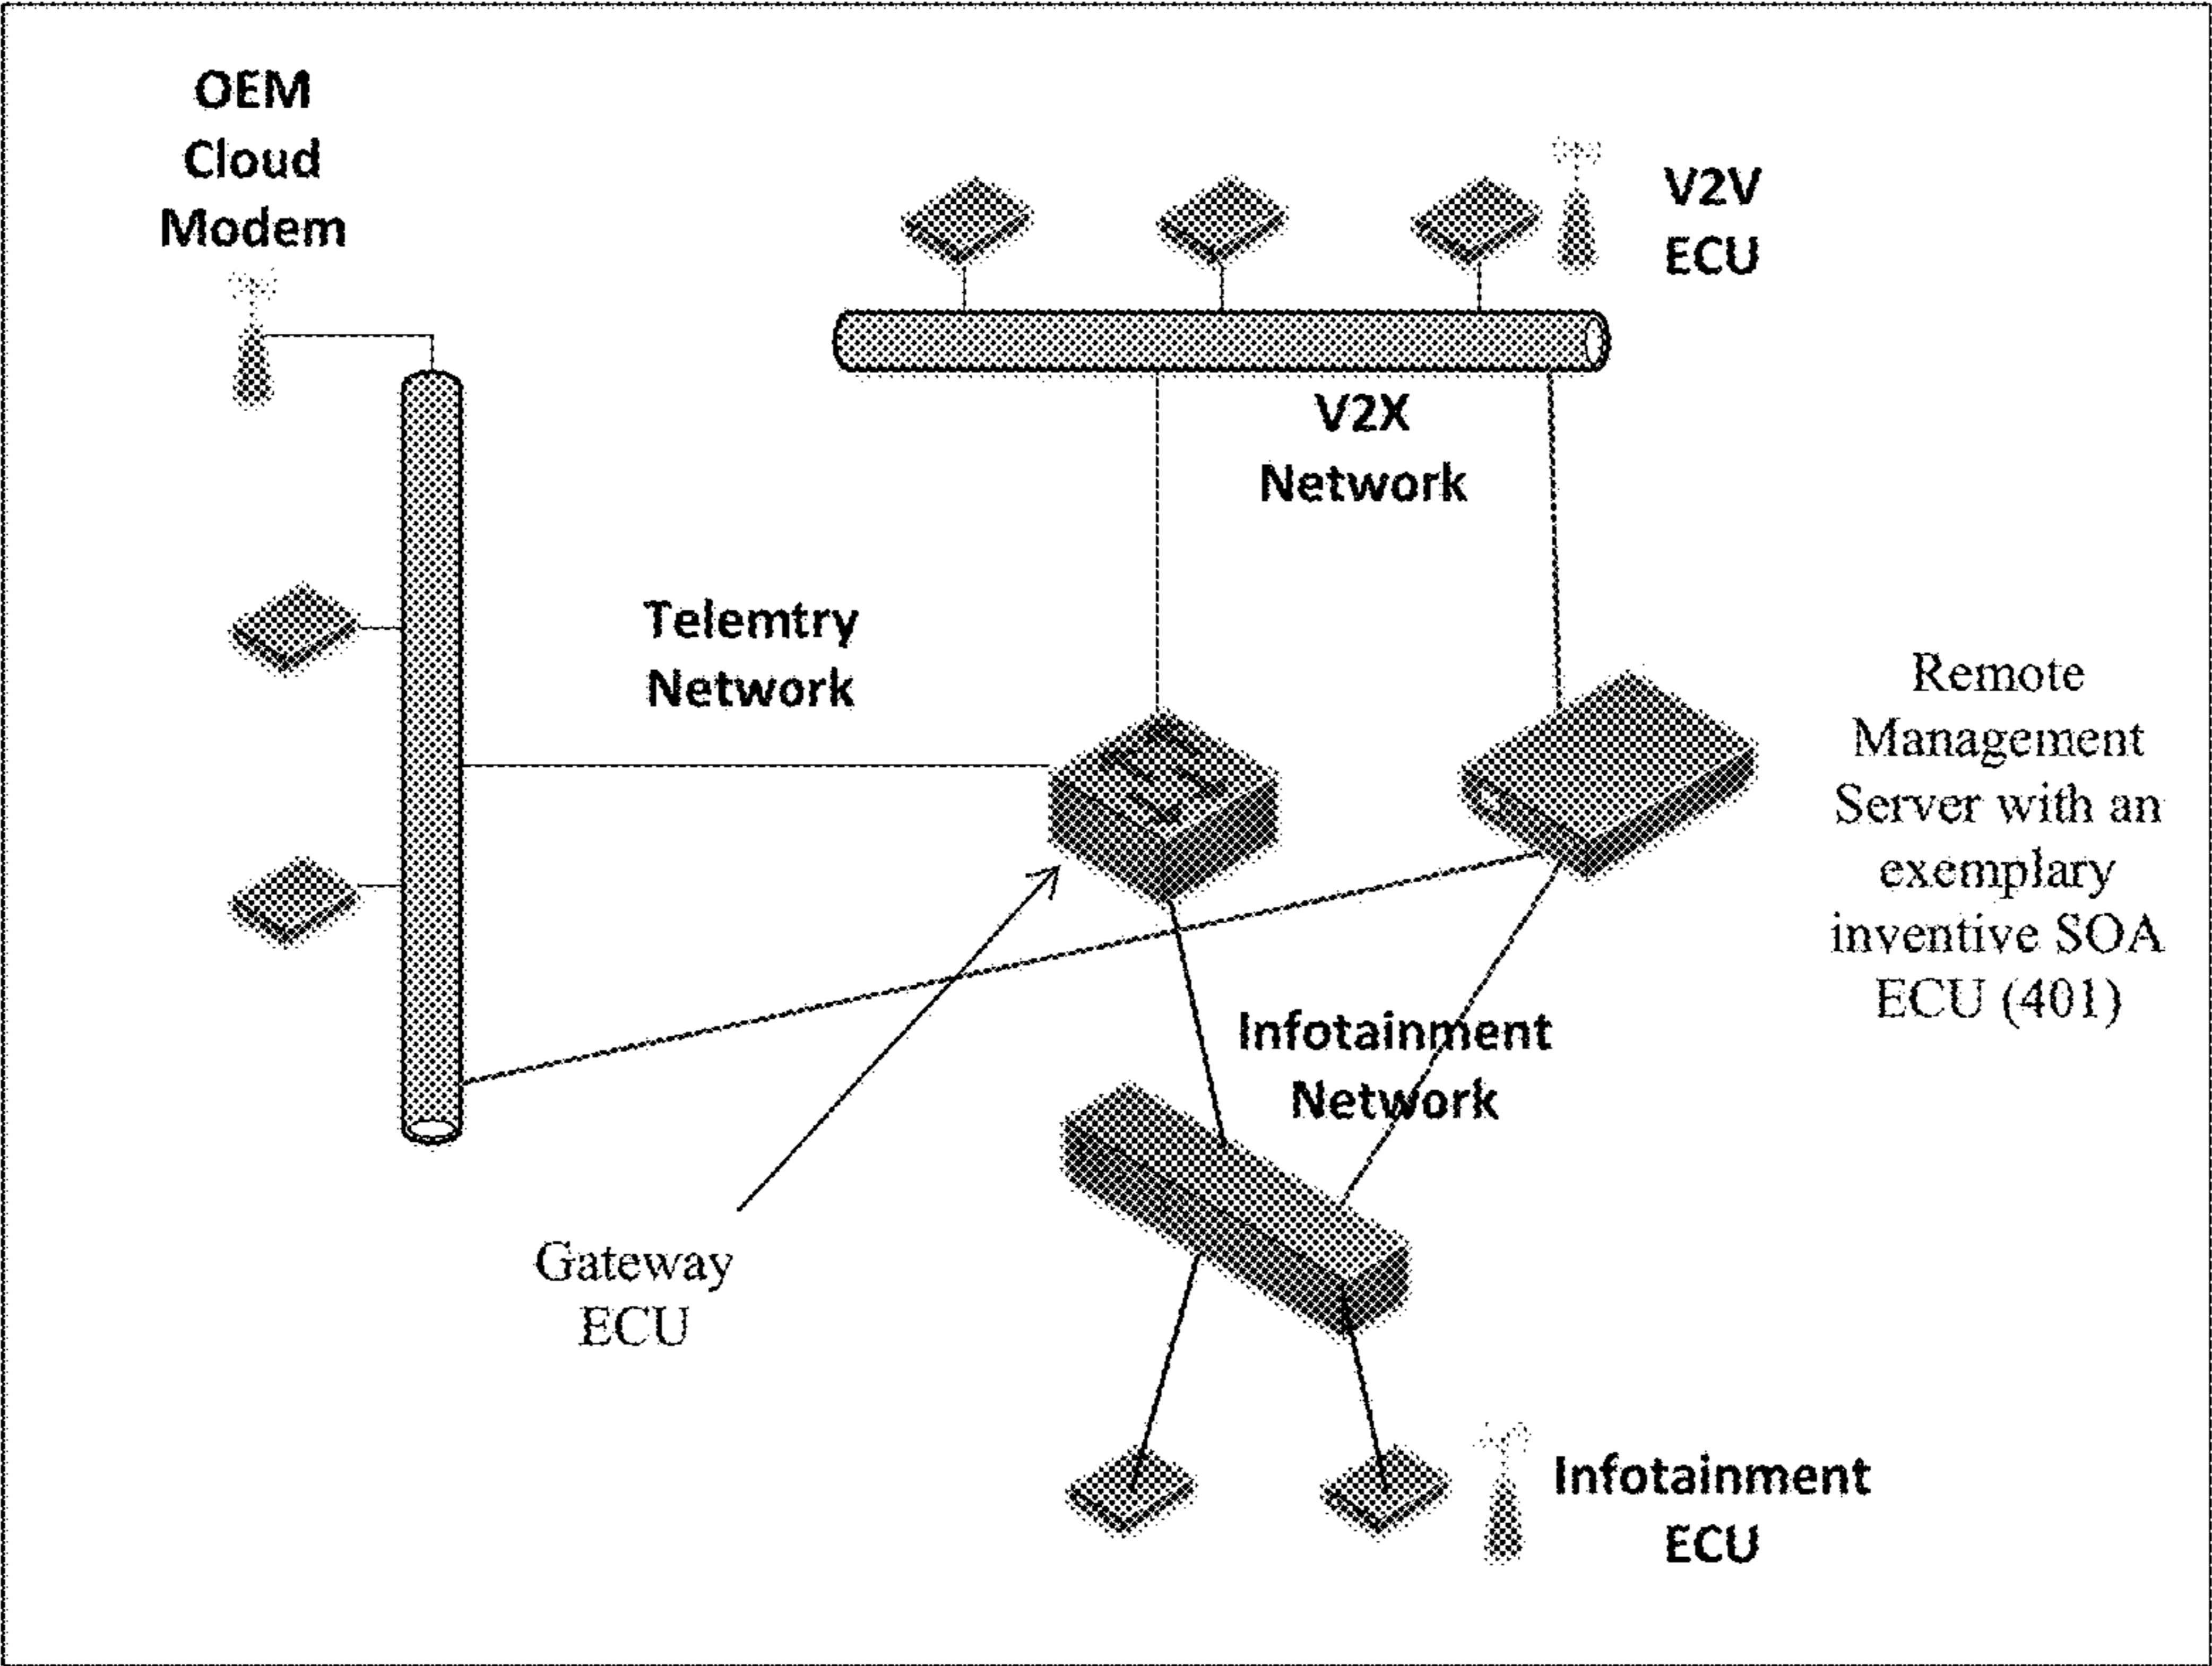 OEM
Cloud
Modem
V2V
ECU
V2X
Network
Telemtry
Network
Remote
Management
Server with an
exemplary
inventive SOA
ECU (401)
Infotainment
Network
Gateway
ECU
Infotainment
ECU